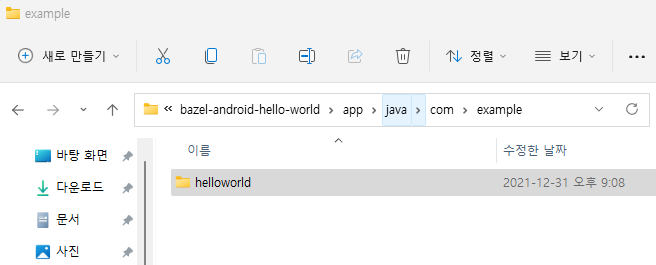 example
새로 만들기
정렬
보기
bazel-android-hello-world > app > java > com > example
이름
수정한 날짜
바탕 화면
helloworld
2021-12-31 오후 9:08
다운로드
문서
사진